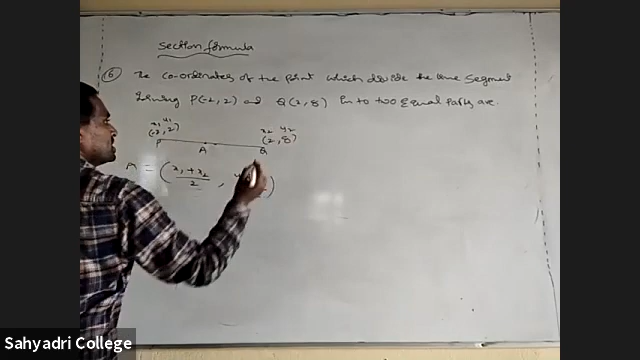 Section formula
⑥ The co-ordinates of the point which divide the line segment
Joining P(-2, 2) and Q(2, 8) in to two equal parts are.
x₁ y₁
(-2, 2)
x₂ y₂
(2, 8)
P A Q
A = (x₁ + x₂ / 2 ,
)
Sahyadri College